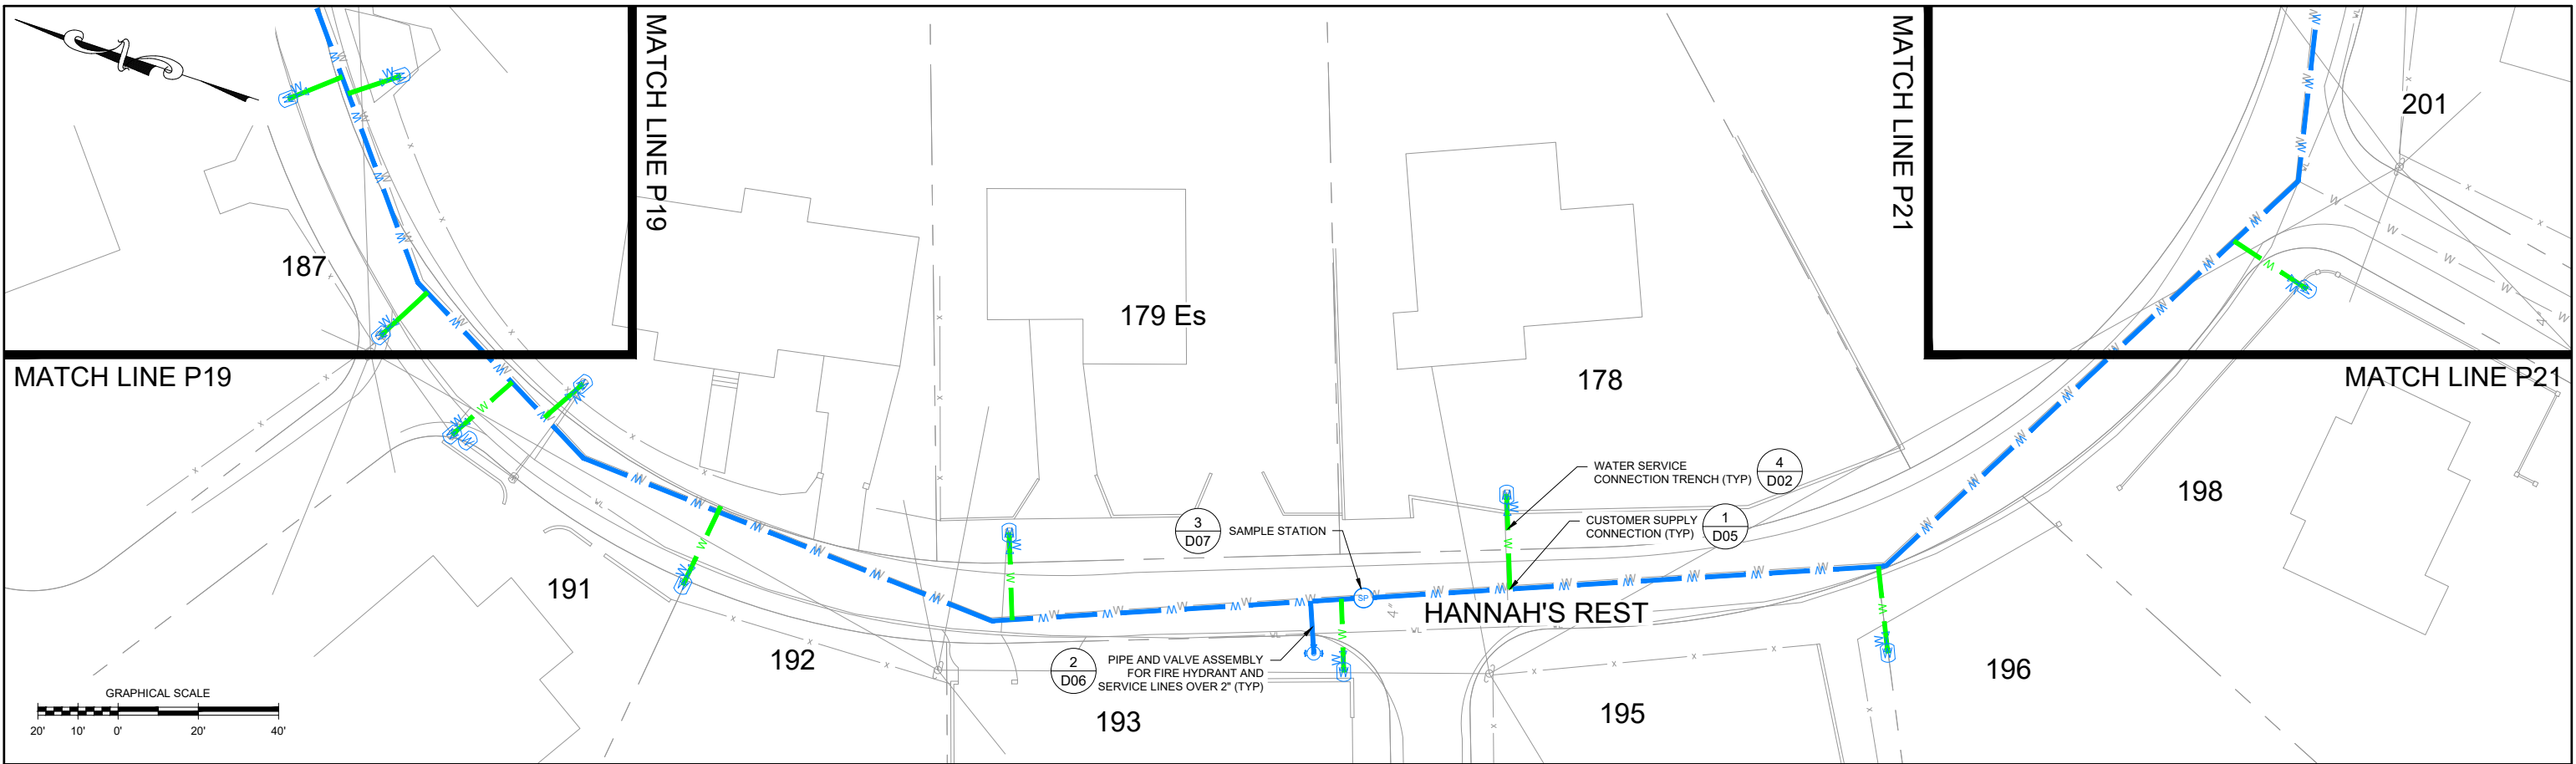 MATCH LINE P19
MATCH LINE P21
201
187
179 Es
MATCH LINE P19
178
MATCH LINE P21
WATER SERVICE
CONNECTION TRENCH (TYP)
4
D02
198
3
D07
SAMPLE STATION
CUSTOMER SUPPLY
CONNECTION (TYP)
1
D05
191
SP
4"
HANNAH'S REST
192
2
D06
PIPE AND VALVE ASSEMBLY
FOR FIRE HYDRANT AND
SERVICE LINES OVER 2" (TYP)
196
193
195
GRAPHICAL SCALE
20' 10' 0' 20' 40'